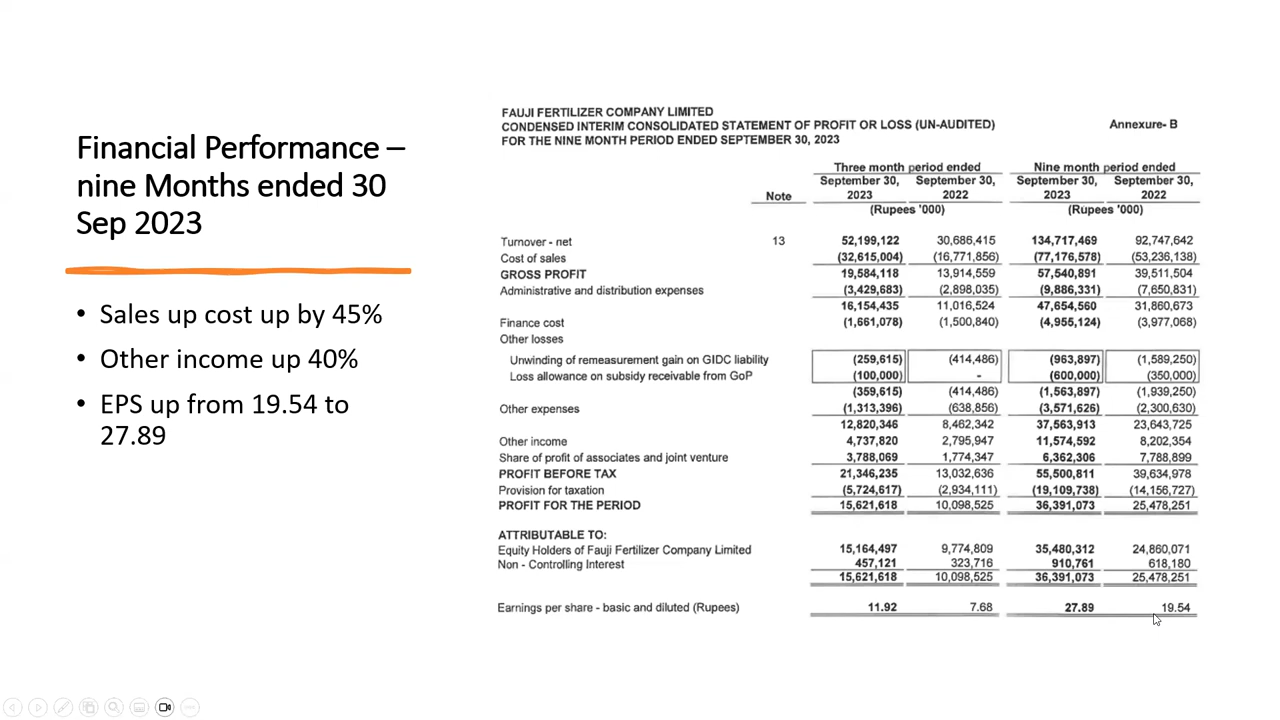 Financial Performance –
nine Months ended 30
Sep 2023
• Sales up cost up by 45%
• Other income up 40%
• EPS up from 19.54 to
27.89
FAUJI FERTILIZER COMPANY LIMITED
CONDENSED INTERIM CONSOLIDATED STATEMENT OF PROFIT OR LOSS (UN-AUDITED) Annexure- B
FOR THE NINE MONTH PERIOD ENDED SEPTEMBER 30, 2023
Three month period ended Nine month period ended
September 30, September 30, September 30, September 30,
Note 2023 2022 2023 2022
(Rupees '000) (Rupees '000)
Turnover - net 13 52,199,122 30,686,415 134,717,469 92,747,642
Cost of sales (32,615,004) (16,771,856) (77,176,578) (53,236,138)
GROSS PROFIT 19,584,118 13,914,559 57,540,891 39,511,504
Administrative and distribution expenses (3,429,683) (2,898,035) (9,886,331) (7,650,831)
16,154,435 11,016,524 47,654,560 31,860,673
Finance cost (1,661,078) (1,500,840) (4,955,124) (3,977,068)
Other losses
Unwinding of remeasurement gain on GIDC liability (259,615) (414,486) (963,897) (1,589,250)
Loss allowance on subsidy receivable from GoP (100,000) - (600,000) (350,000)
(359,615) (414,486) (1,563,897) (1,939,250)
Other expenses (1,313,396) (638,856) (3,571,626) (2,300,630)
12,820,346 8,462,342 37,563,913 23,643,725
Other income 4,737,820 2,795,947 11,574,592 8,202,354
Share of profit of associates and joint venture 3,788,069 1,774,347 6,362,306 7,788,899
PROFIT BEFORE TAX 21,346,235 13,032,636 55,500,811 39,634,978
Provision for taxation (5,724,617) (2,934,111) (19,109,738) (14,156,727)
PROFIT FOR THE PERIOD 15,621,618 10,098,525 36,391,073 25,478,251
ATTRIBUTABLE TO:
Equity Holders of Fauji Fertilizer Company Limited 15,164,497 9,774,809 35,480,312 24,860,071
Non - Controlling Interest 457,121 323,716 910,761 618,180
15,621,618 10,098,525 36,391,073 25,478,251
Earnings per share - basic and diluted (Rupees) 11.92 7.68 27.89 19.54